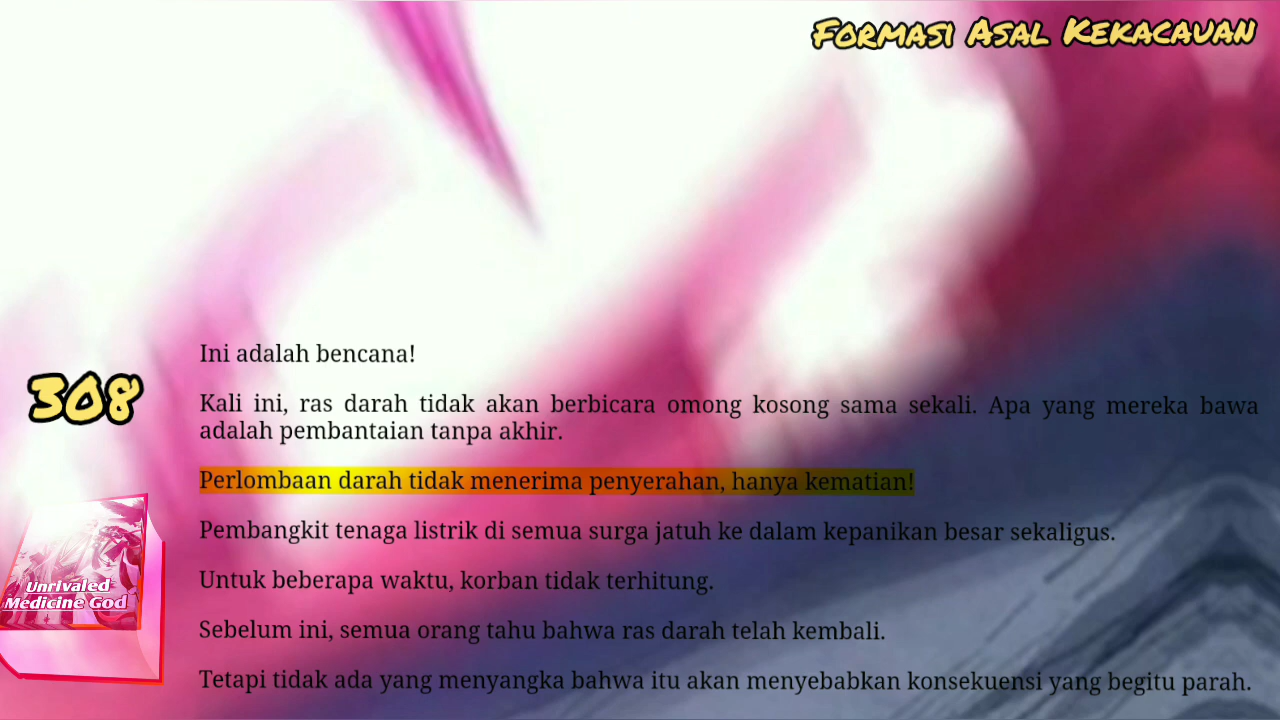 Formasi Asal Kekacauan
Ini adalah bencana!
308
Kali ini, ras darah tidak akan berbicara omong kosong sama sekali. Apa yang mereka bawa
adalah pembantaian tanpa akhir.
Perlombaan darah tidak menerima penyerahan, hanya kematian!
Pembangkit tenaga listrik di semua surga jatuh ke dalam kepanikan besar sekaligus.
Untuk beberapa waktu, korban tidak terhitung.
Unrivaled
Medicine God
Sebelum ini, semua orang tahu bahwa ras darah telah kembali.
Tetapi tidak ada yang menyangka bahwa itu akan menyebabkan konsekuensi yang begitu parah.